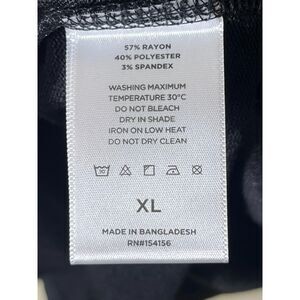 57% RAYON
40% POLYESTER
3% SPANDEX
WASHING MAXIMUM
TEMPERATURE 30°C
DO NOT BLEACH
DRY IN SHADE
IRON ON LOW HEAT
DO NOT DRY CLEAN
XL
MADE IN BANGLADESH
RN#154156